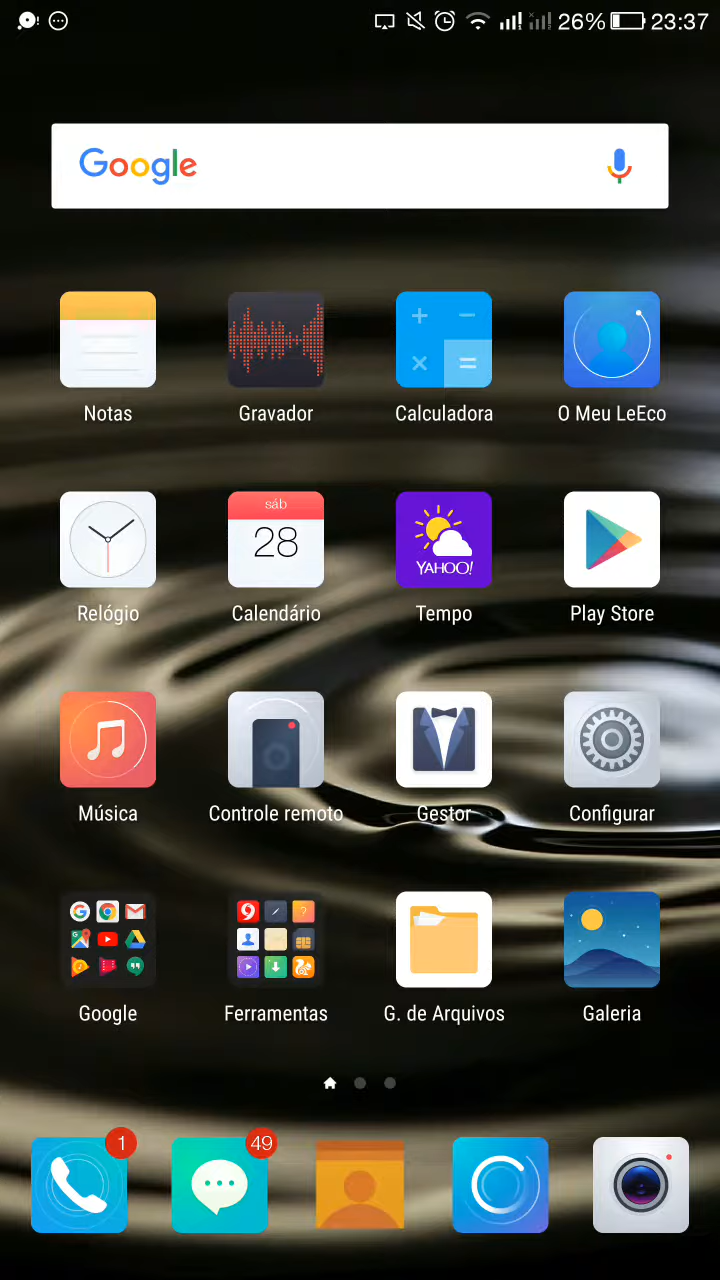 26% 23:37
Google
Notas Gravador Calculadora O Meu LeEco
sáb
28
YAHOO!
Relógio Calendário Tempo Play Store
Música Controle remoto Gestor Configurar
Google Ferramentas G. de Arquivos Galeria
1 49